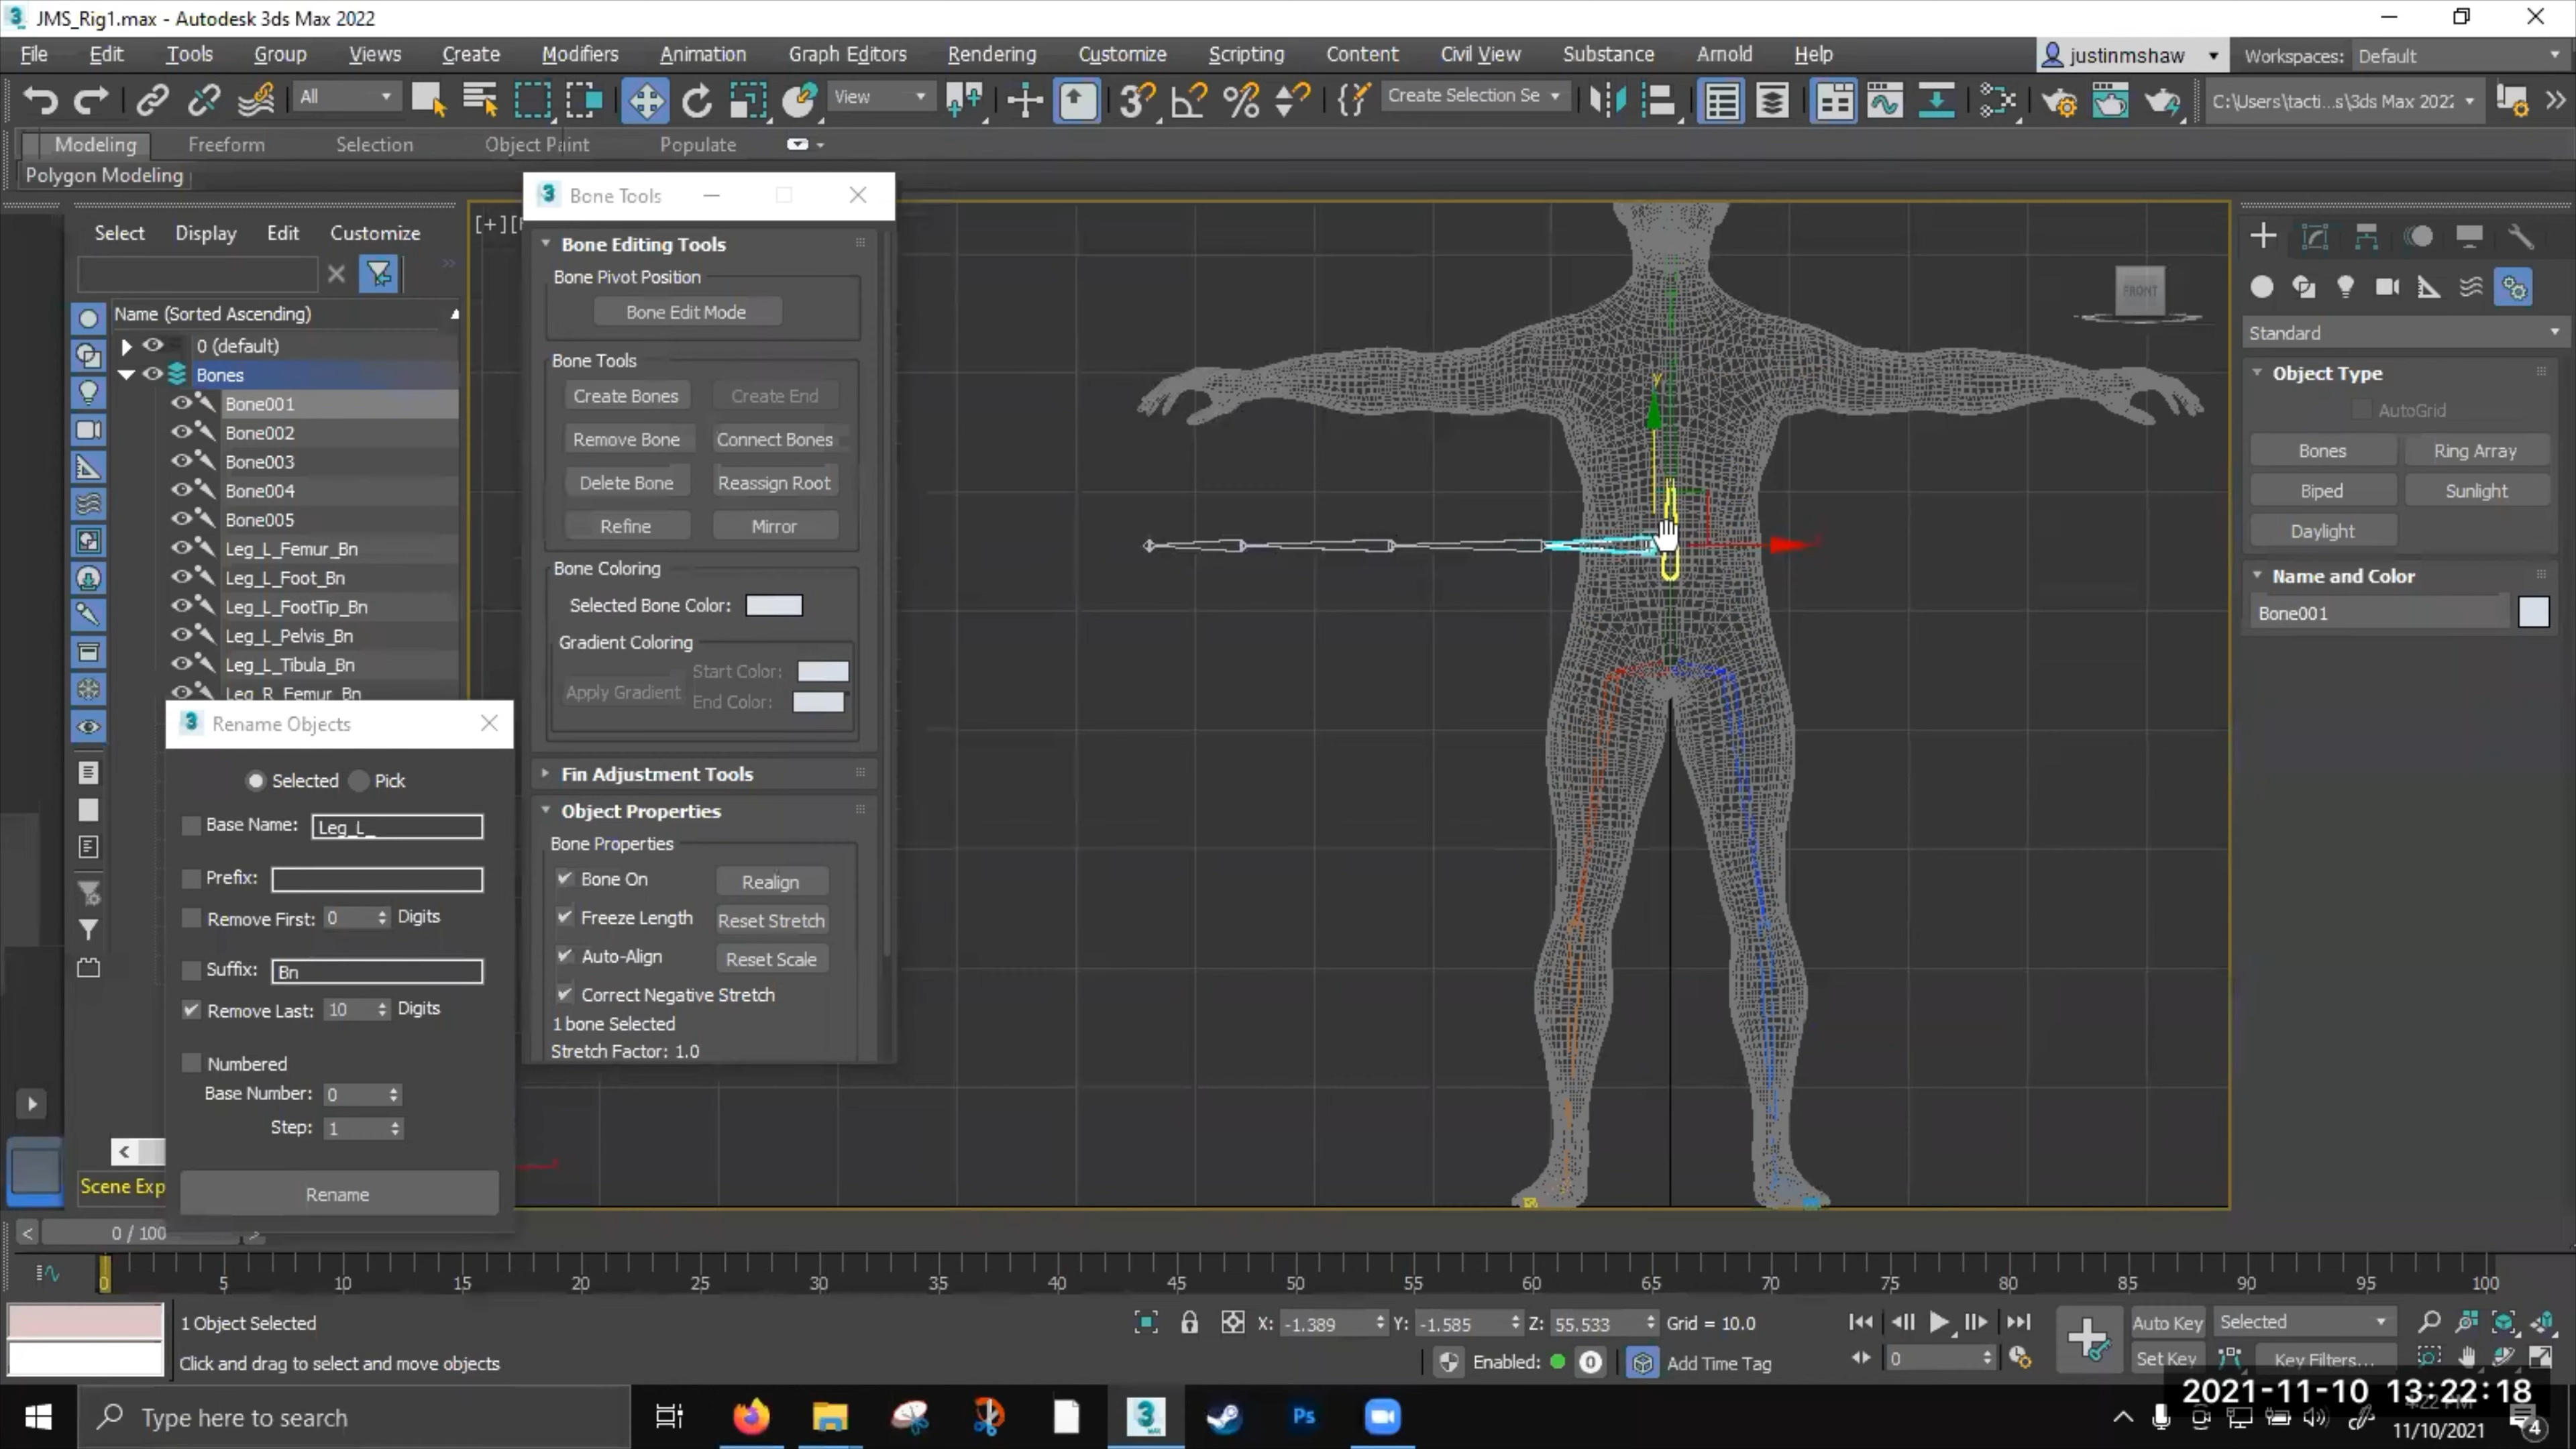 JMS_Rig1.max - Autodesk 3ds Max 2022
File Edit Tools Group Views Create Modifiers Animation Graph Editors Rendering Customize Scripting Content Civil View Substance Arnold Help
justinmshaw
Workspaces: Default
All
View
Create Selection Se
C:\Users\tacti...s\3ds Max 2022
Modeling Freeform Selection Object Paint Populate
Polygon Modeling
Select Display Edit Customize
Name (Sorted Ascending)
0 (default)
Bones
Bone001
Bone002
Bone003
Bone004
Bone005
Leg_L_Femur_Bn
Leg_L_Foot_Bn
Leg_L_FootTip_Bn
Leg_L_Pelvis_Bn
Leg_L_Tibula_Bn
Leg_R_Femur_Bn
Rename Objects
Selected Pick
Base Name: Leg_L_
Prefix:
Remove First: 0 Digits
Suffix: Bn
Remove Last: 10 Digits
Numbered
Base Number: 0
Step: 1
Rename
Scene Exp
Bone Tools
Bone Editing Tools
Bone Pivot Position
Bone Edit Mode
Bone Tools
Create Bones Create End
Remove Bone Connect Bones
Delete Bone Reassign Root
Refine Mirror
Bone Coloring
Selected Bone Color:
Gradient Coloring
Apply Gradient Start Color:
End Color:
Fin Adjustment Tools
Object Properties
Bone Properties
Bone On Realign
Freeze Length Reset Stretch
Auto-Align Reset Scale
Correct Negative Stretch
1 bone Selected
Stretch Factor: 1.0
[+]
y
FRONT
Standard
Object Type
AutoGrid
Bones Ring Array
Biped Sunlight
Daylight
Name and Color
Bone001
0 / 100
0 5 10 15 20 25 30 35 40 45 50 55 60 65 70 75 80 85 90 95 100
1 Object Selected
Click and drag to select and move objects
X: -1.389 Y: -1.585 Z: 55.533 Grid = 10.0
Enabled: 0 Add Time Tag
Auto Key Selected
0 Set Key Key Filters...
2021-11-10 13:22:18
Type here to search
Ps
11/10/2021
4